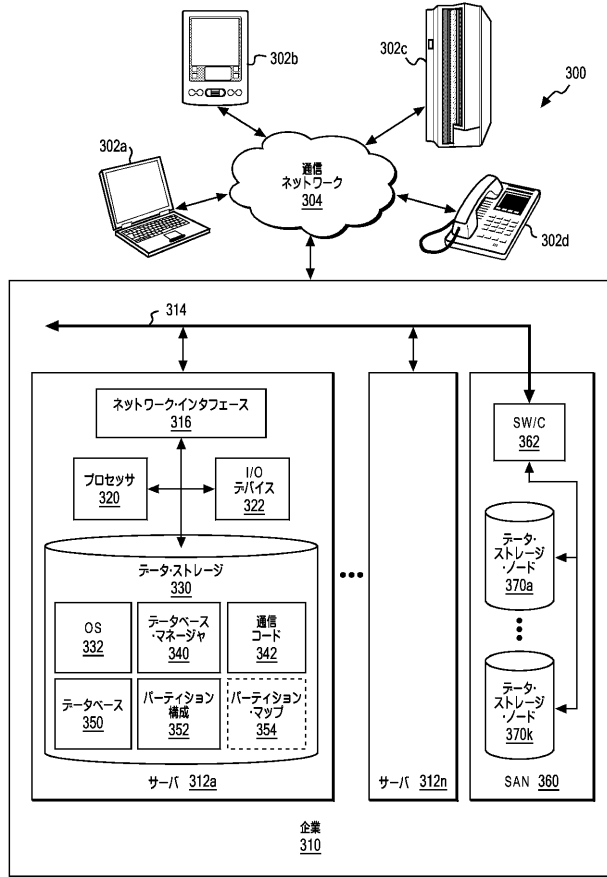 302b
302c
300
302a
通信
ネットワーク
304
302d
314
ネットワーク・インタフェース
316
プロセッサ
320
I/O
デバイス
322
データ・ストレージ
330
OS
332
データベース
・マネージャ
340
通信
コード
342
データベース
350
パーティション
構成
352
パーティション
・マップ
354
サーバ 312a
サーバ 312n
SW/C
362
データ・
ストレージ
・ノード
370a
データ・
ストレージ
・ノード
370k
SAN 360
企業
310